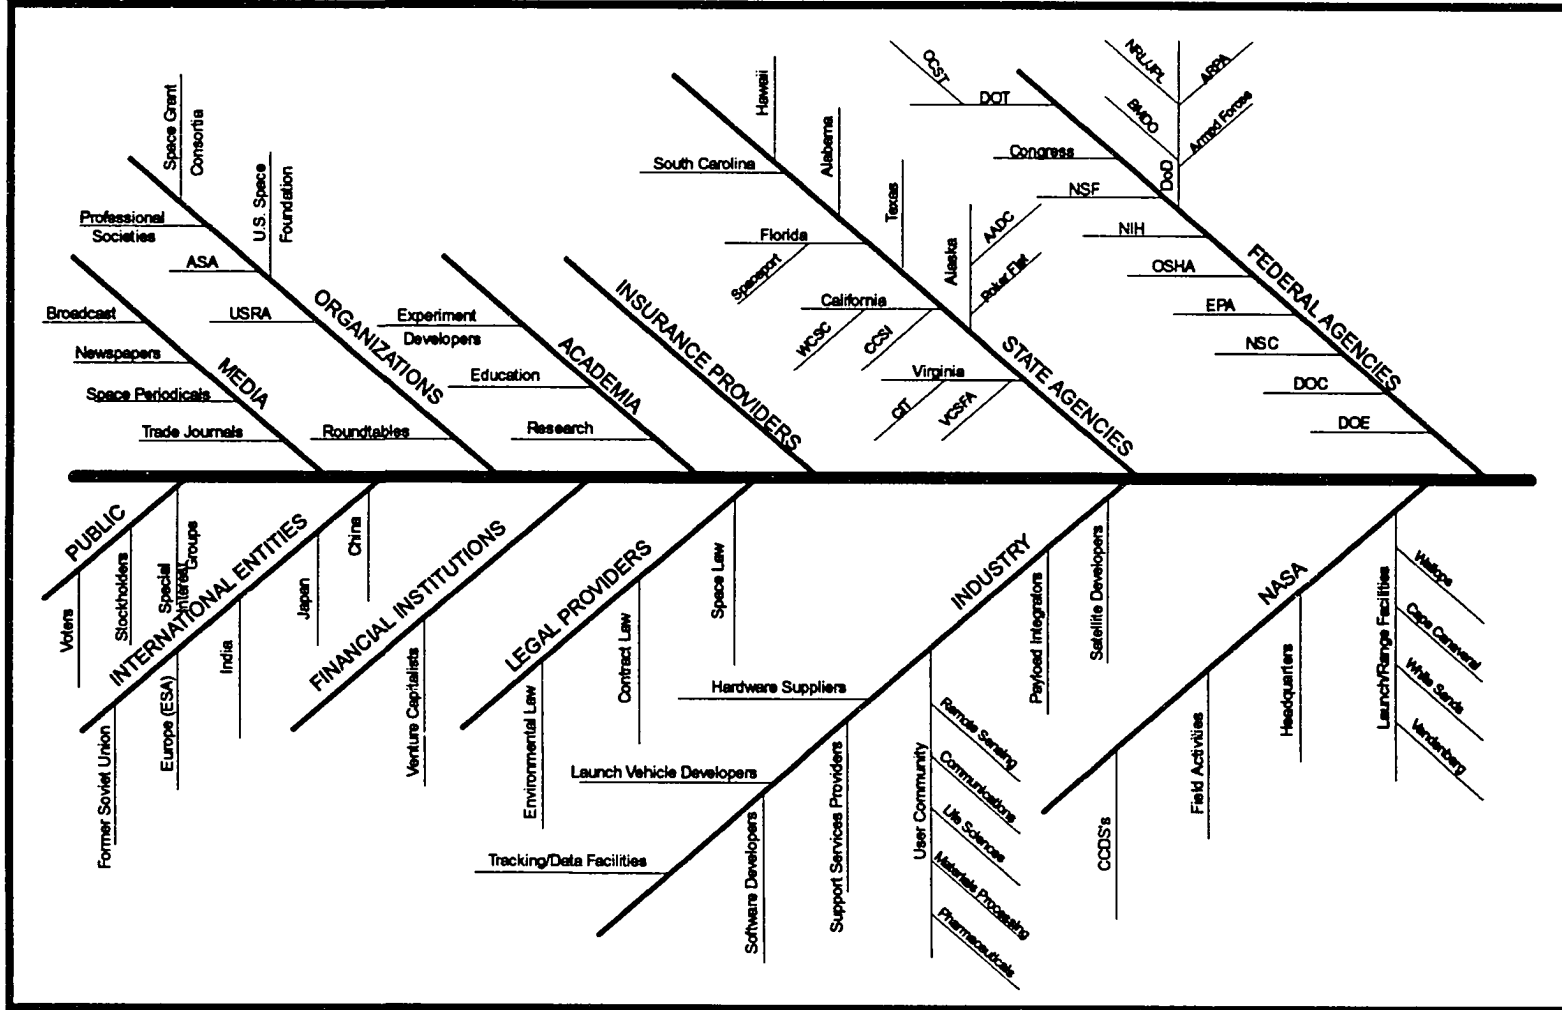 Space Grant
Consortia
Professional
Societies
U.S. Space
Foundation
ASA
USRA
Roundtables
ORGANIZATIONS
Broadcast
Newspapers
Space Periodicals
Trade Journals
MEDIA
Experiment
Developers
Education
Research
ACADEMIA
INSURANCE PROVIDERS
Hawaii
South Carolina
Alabama
Florida
Spaceport
Texas
California
WCSC
CCSI
Alaska
AADC
Poker Flat
Virginia
CIT
VCSFA
STATE AGENCIES
OCST
DOT
Congress
NSF
NRL/JPL
ARPA
BMDO
Armed Forces
DoD
NIH
OSHA
EPA
NSC
DOC
DOE
FEDERAL AGENCIES
PUBLIC
Voters
Stockholders
Special
Interest
Groups
INTERNATIONAL ENTITIES
Former Soviet Union
Europe (ESA)
India
Japan
China
FINANCIAL INSTITUTIONS
Venture Capitalists
LEGAL PROVIDERS
Environmental Law
Contract Law
Space Law
INDUSTRY
Hardware Suppliers
Launch Vehicle Developers
Tracking/Data Facilities
Software Developers
Support Services Providers
User Community
Remote Sensing
Communications
Life Sciences
Materials Processing
Pharmaceuticals
Payload Integrators
Satellite Developers
NASA
CCDS's
Field Activities
Headquarters
Launch/Range Facilities
Wallops
Cape Canaveral
White Sands
Vandenberg